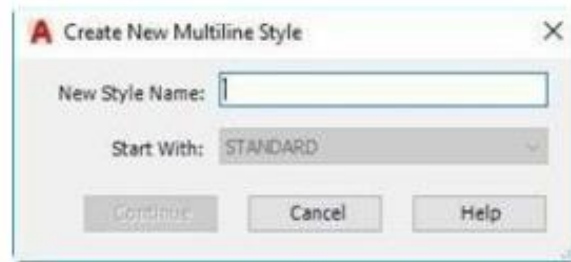 Create New Multiline Style
New Style Name:
Start With: STANDARD
Continue Cancel Help